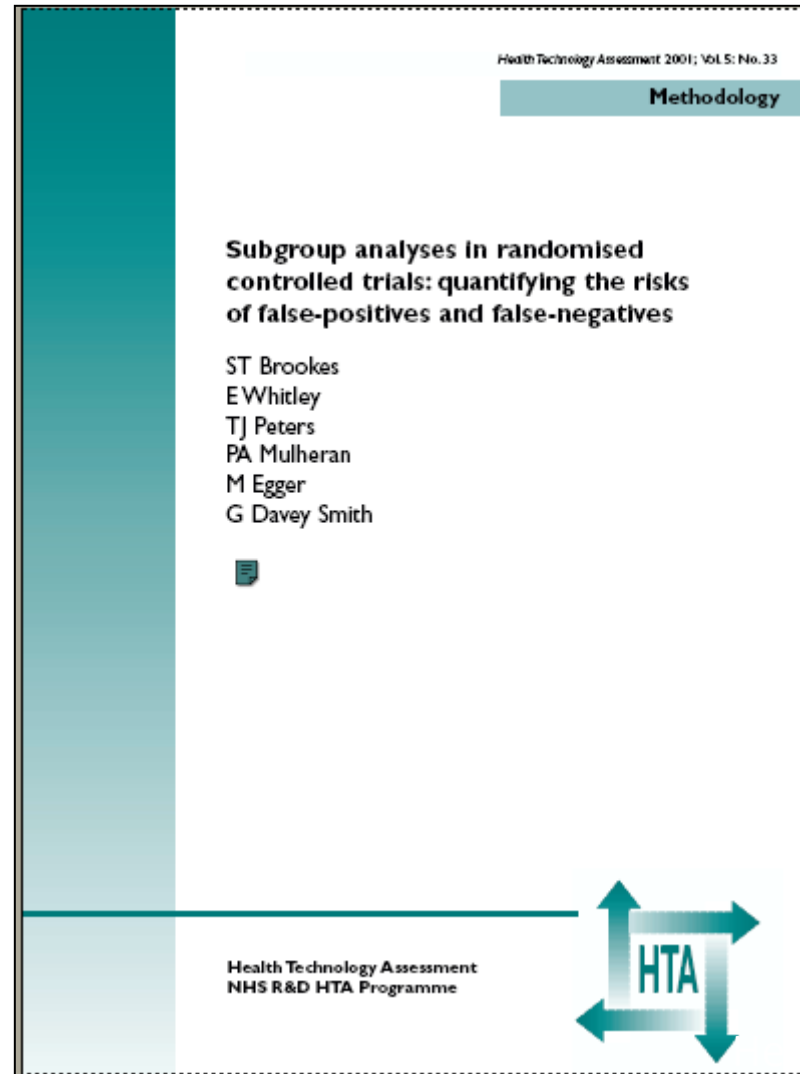 Health Technology Assessment 2001; Vol. 5: No. 33
Methodology
Subgroup analyses in randomised
controlled trials: quantifying the risks
of false-positives and false-negatives
ST Brookes
E Whitley
TJ Peters
PA Mulheran
M Egger
G Davey Smith
HTA
Health Technology Assessment
NHS R&D HTA Programme